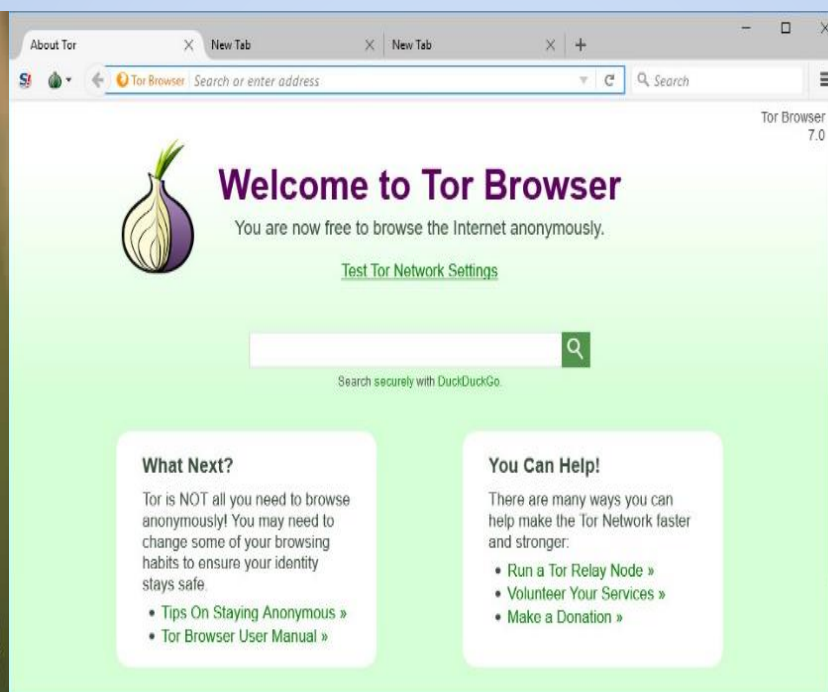 About Tor
New Tab
New Tab
S!
Tor Browser Search or enter address
Search
Tor Browser
7.0
Welcome to Tor Browser
You are now free to browse the Internet anonymously.
Test Tor Network Settings
Search securely with DuckDuckGo.
What Next?
Tor is NOT all you need to browse
anonymously! You may need to
change some of your browsing
habits to ensure your identity
stays safe.
• Tips On Staying Anonymous »
• Tor Browser User Manual »
You Can Help!
There are many ways you can
help make the Tor Network faster
and stronger:
• Run a Tor Relay Node »
• Volunteer Your Services »
• Make a Donation »